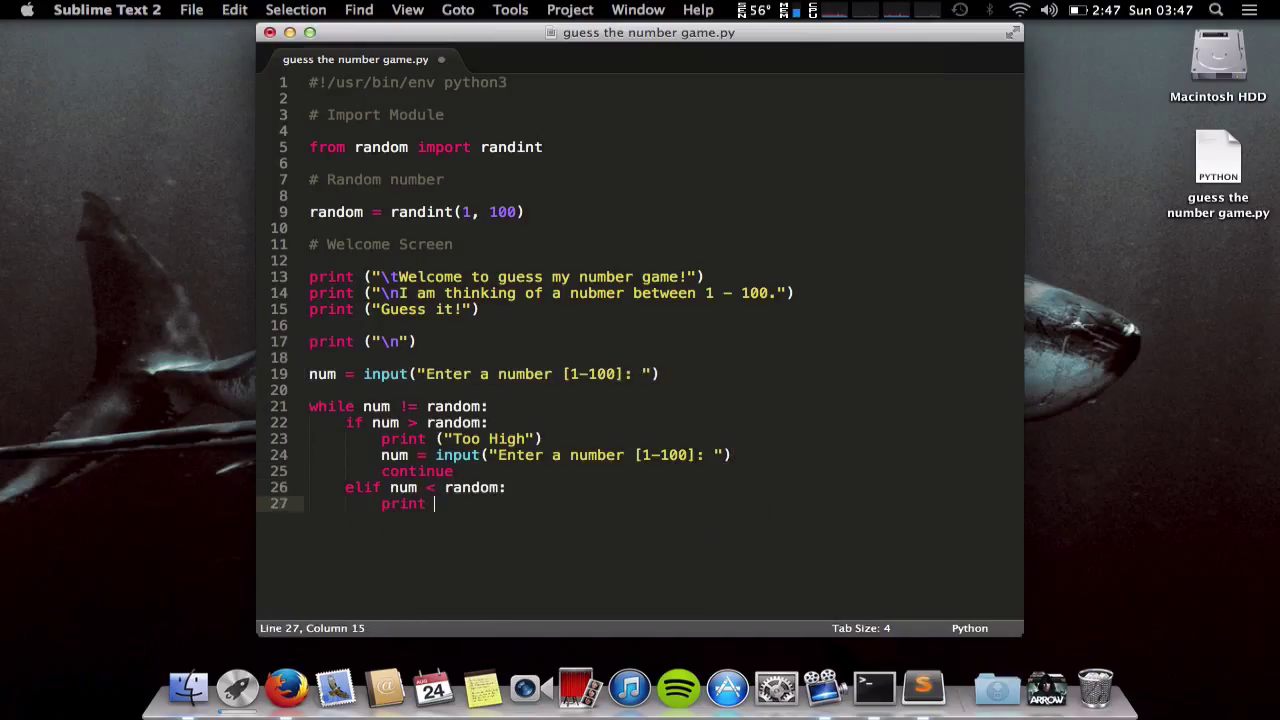 Sublime Text 2 File Edit Selection Find View Goto Tools Project Window Help 56° 2:47 Sun 03:47
guess the number game.py
guess the number game.py
1 #!/usr/bin/env python3
2
3 # Import Module
4
5 from random import randint
6
7 # Random number
8
9 random = randint(1, 100)
10
11 # Welcome Screen
12
13 print ("\tWelcome to guess my number game!")
14 print ("\nI am thinking of a nubmer between 1 - 100.")
15 print ("Guess it!")
16
17 print ("\n")
18
19 num = input("Enter a number [1-100]: ")
20
21 while num != random:
22 if num > random:
23 print ("Too High")
24 num = input("Enter a number [1-100]: ")
25 continue
26 elif num < random:
27 print
Line 27, Column 15 Tab Size: 4 Python
Macintosh HDD
PYTHON
guess the
number game.py
AUG
24
ARROW